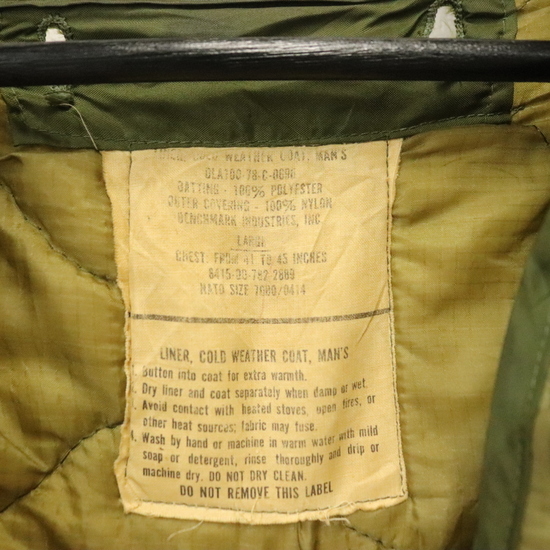 LINER, COLD WEATHER COAT, MAN'S
DLA100-78-C-0690
BATTING - 100% POLYESTER
OUTER COVERING - 100% NYLON
BENCHMARK INDUSTRIES, INC
LARGE
CHEST: FROM 41 TO 45 INCHES
8415-00-782-2889
NATO SIZE 7080/0414
LINER, COLD WEATHER COAT, MAN'S
Button into coat for extra warmth.
Dry liner and coat separately when damp or wet.
Avoid contact with heated stoves, open fires, or
other heat sources; fabric may fuse.
Wash by hand or machine in warm water with mild
soap or detergent, rinse thoroughly and drip or
machine dry. DO NOT DRY CLEAN.
DO NOT REMOVE THIS LABEL